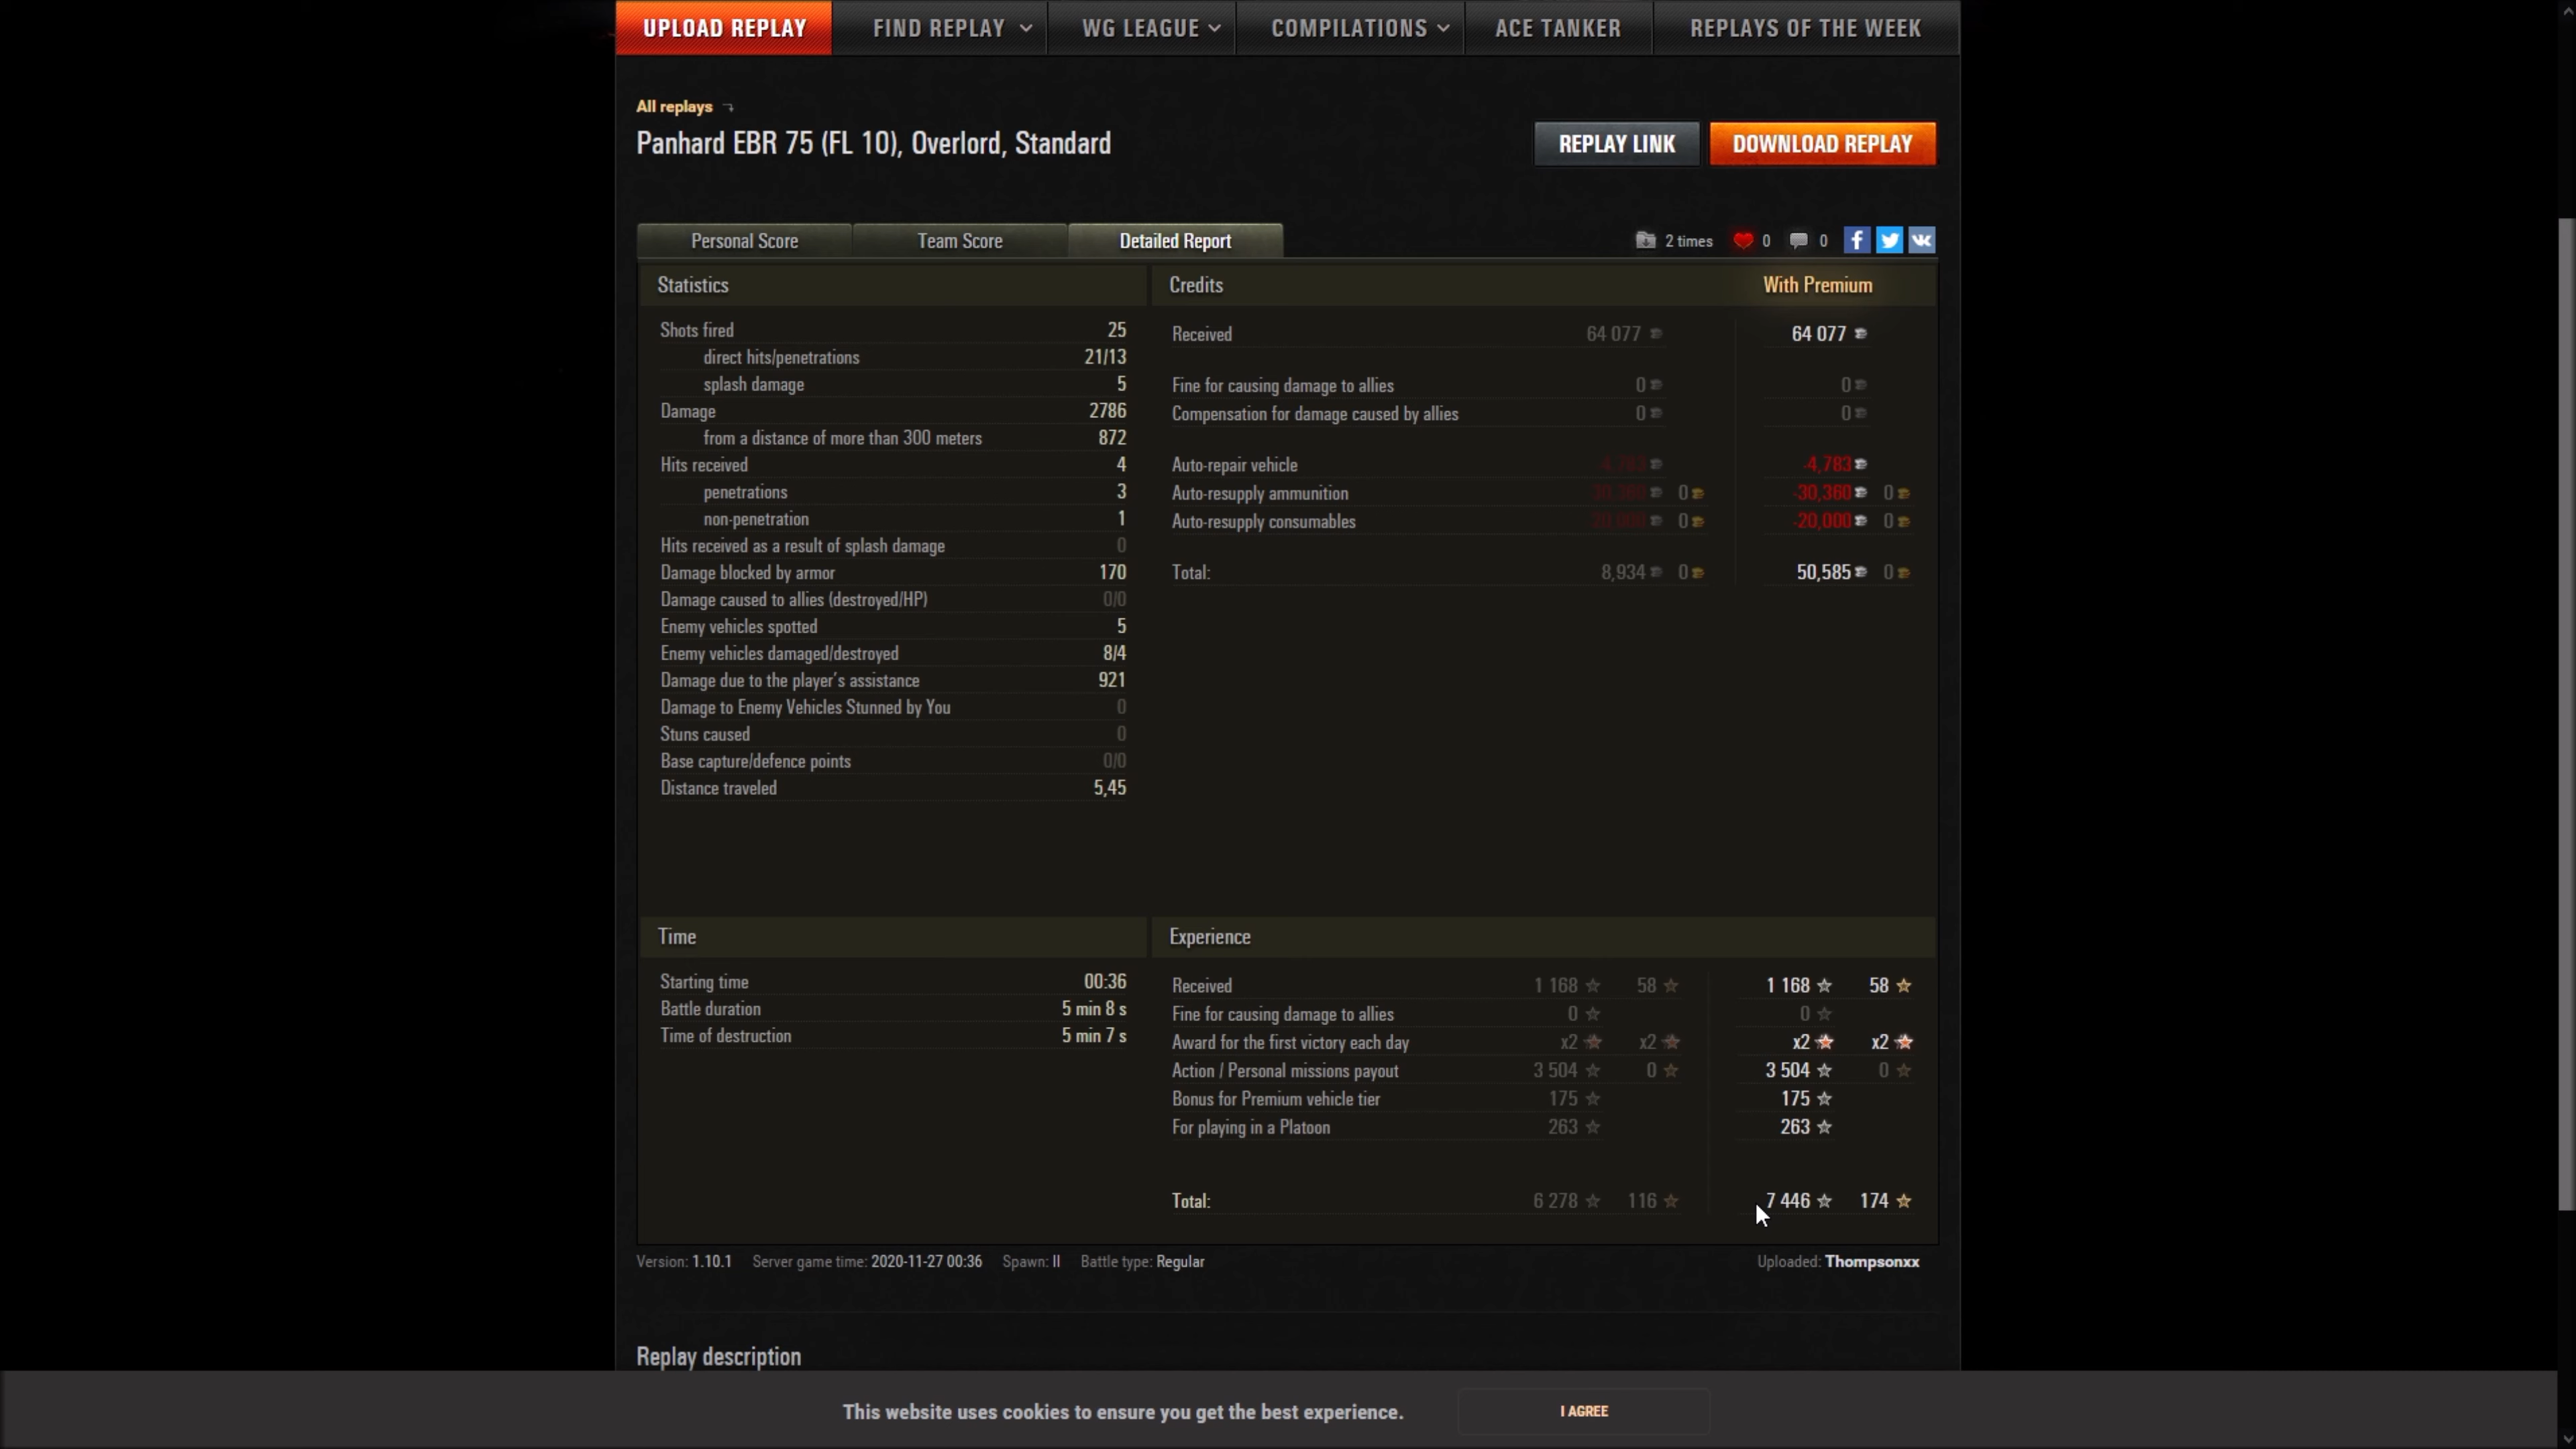 UPLOAD REPLAY FIND REPLAY WG LEAGUE COMPILATIONS ACE TANKER REPLAYS OF THE WEEK
All replays
Panhard EBR 75 (FL 10), Overlord, Standard
REPLAY LINK DOWNLOAD REPLAY
Personal Score Team Score Detailed Report 2 times 0 0
Statistics Credits With Premium
Shots fired 25
direct hits/penetrations 21/13
splash damage 5
Damage 2786
from a distance of more than 300 meters 872
Hits received 4
penetrations 3
non-penetration 1
Hits received as a result of splash damage 0
Damage blocked by armor 170
Damage caused to allies (destroyed/HP) 0/0
Enemy vehicles spotted 5
Enemy vehicles damaged/destroyed 8/4
Damage due to the player's assistance 921
Damage to Enemy Vehicles Stunned by You 0
Stuns caused 0
Base capture/defence points 0/0
Distance traveled 5,45
Received 64 077 64 077
Fine for causing damage to allies 0 0
Compensation for damage caused by allies 0 0
Auto-repair vehicle -4,783 -4,783
Auto-resupply ammunition -30,360 0 -30,360 0
Auto-resupply consumables -20,000 0 -20,000 0
Total: 8,934 0 50,585 0
Time
Starting time 00:36
Battle duration 5 min 8 s
Time of destruction 5 min 7 s
Experience
Received 1 168 58 1 168 58
Fine for causing damage to allies 0 0
Award for the first victory each day x2 x2 x2 x2
Action / Personal missions payout 3 504 0 3 504 0
Bonus for Premium vehicle tier 175 175
For playing in a Platoon 263 263
Total: 6 278 116 7 446 174
Version: 1.10.1 Server game time: 2020-11-27 00:36 Spawn: II Battle type: Regular Uploaded: Thompsonxx
Replay description
This website uses cookies to ensure you get the best experience. I AGREE